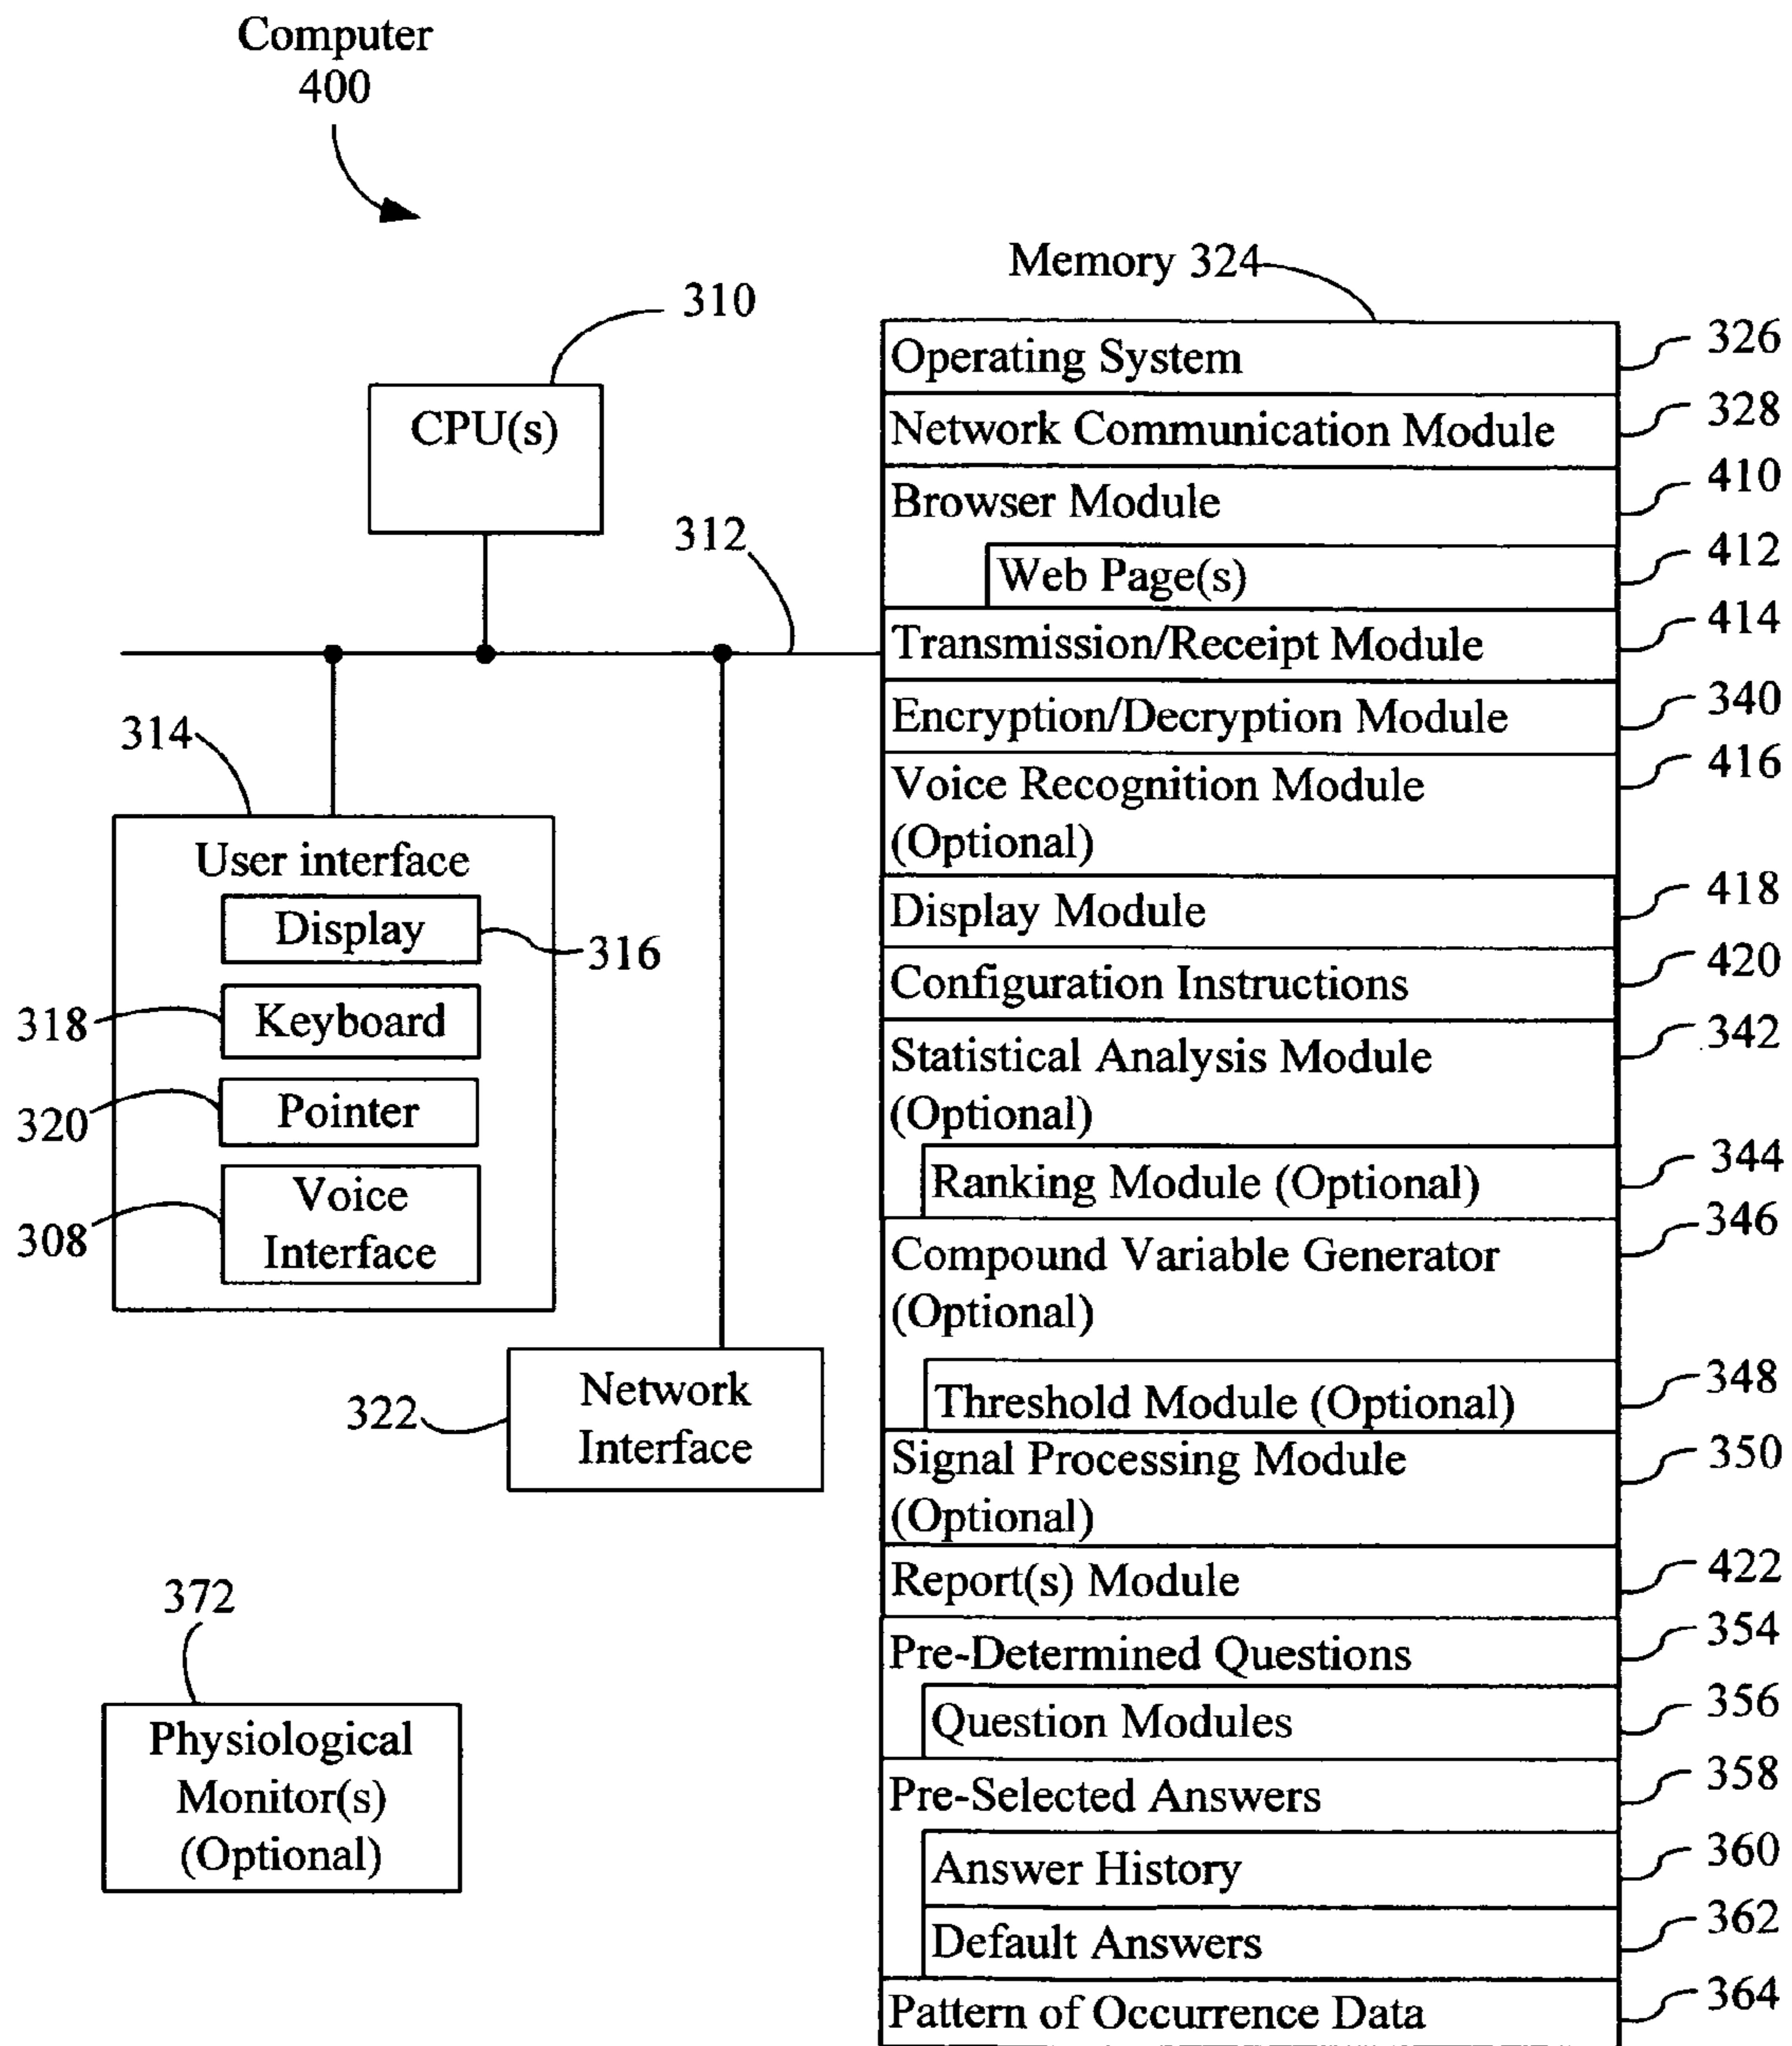 Computer
400
Memory 324
310
326
Operating System
CPU(s)
328
Network Communication Module
410
Browser Module
312
412
Web Page(s)
414
Transmission/Receipt Module
340
Encryption/Decryption Module
314
416
Voice Recognition Module
(Optional)
User interface
Display
316
418
Display Module
318
Keyboard
420
Configuration Instructions
342
Statistical Analysis Module
(Optional)
320
Pointer
344
Ranking Module (Optional)
308
Voice
Interface
346
Compound Variable Generator
(Optional)
348
Threshold Module (Optional)
322
Network
Interface
350
Signal Processing Module
(Optional)
422
Report(s) Module
372
354
Pre-Determined Questions
356
Question Modules
Physiological
Monitor(s)
(Optional)
358
Pre-Selected Answers
360
Answer History
362
Default Answers
364
Pattern of Occurrence Data